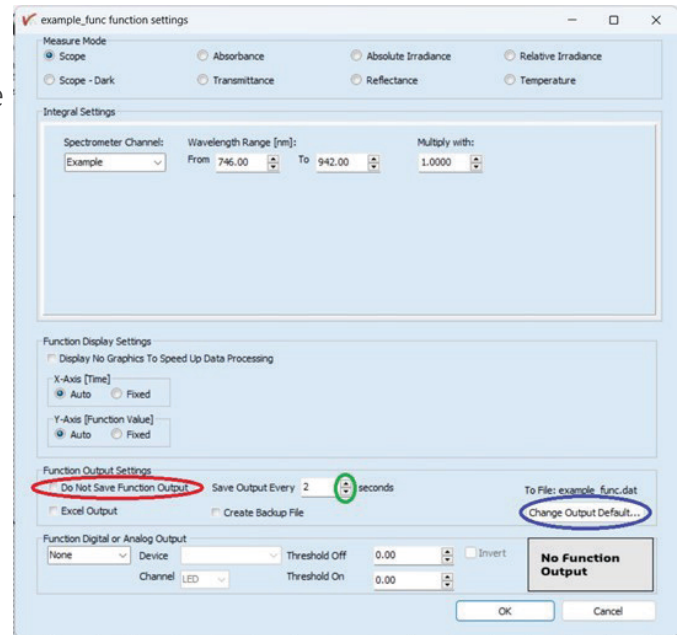 example_func function settings
Measure Mode
Scope Absorbance Absolute Irradiance Relative Irradiance
Scope - Dark Transmittance Reflectance Temperature
Integral Settings
Spectrometer Channel: Wavelength Range [nm]: Multiply with:
Example From 746.00 To 942.00 1.0000
Function Display Settings
Display No Graphics To Speed Up Data Processing
X-Axis [Time]
Auto Fixed
Y-Axis [Function Value]
Auto Fixed
Function Output Settings
Do Not Save Function Output Save Output Every 2 seconds To File: example_func.dat
Excel Output Create Backup File Change Output Default...
Function Digital or Analog Output
None Device Threshold Off 0.00 Invert No Function
Output
Channel LED Threshold On 0.00
OK Cancel